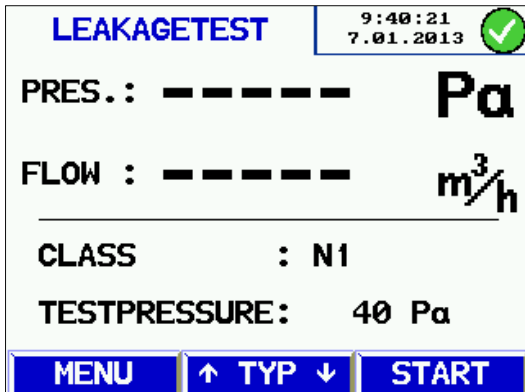 LEAKAGETEST
9:40:21
7.01.2013
PRES.: ----- Pa
FLOW : ----- m³/h
CLASS : N1
TESTPRESSURE: 40 Pa
MENU ↑ TYP ↓ START